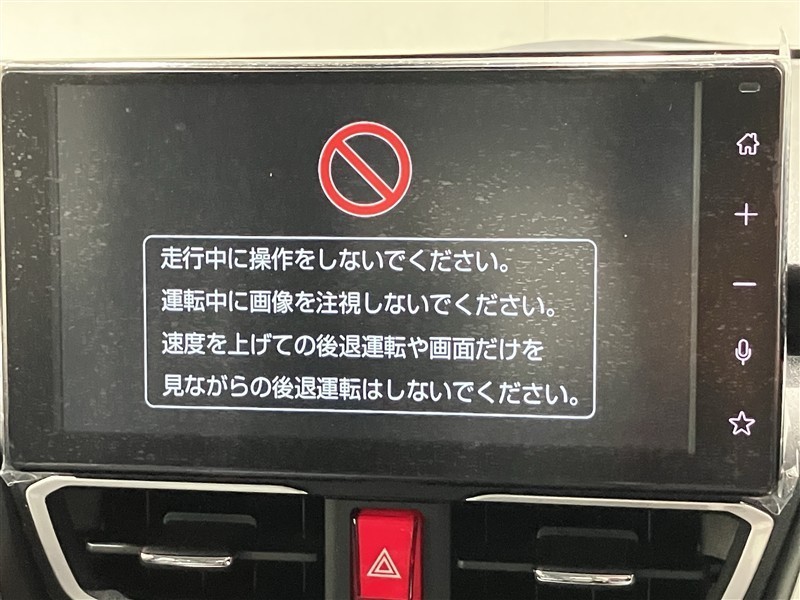 走行中に操作をしないでください。
運転中に画像を注視しないでください。
速度を上げての後退運転や画面だけを
見ながらの後退運転はしないでください。